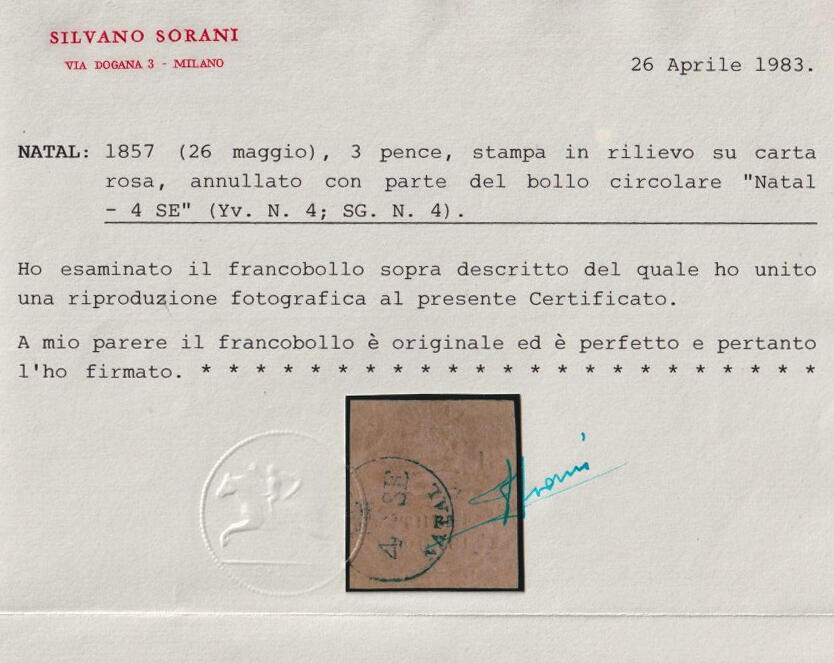 SILVANO SORANI
VIA DOGANA 3 - MILANO
26 Aprile 1983.
NATAL: 1857 (26 maggio), 3 pence, stampa in rilievo su carta
rosa, annullato con parte del bollo circolare "Natal
- 4 SE" (Yv. N. 4; SG. N. 4).
Ho esaminato il francobollo sopra descritto del quale ho unito
una riproduzione fotografica al presente Certificato.
A mio parere il francobollo è originale ed è perfetto e pertanto
l'ho firmato. * * * * * * * * * * * * * * * * * * * * * * *
4 SE
NATAL